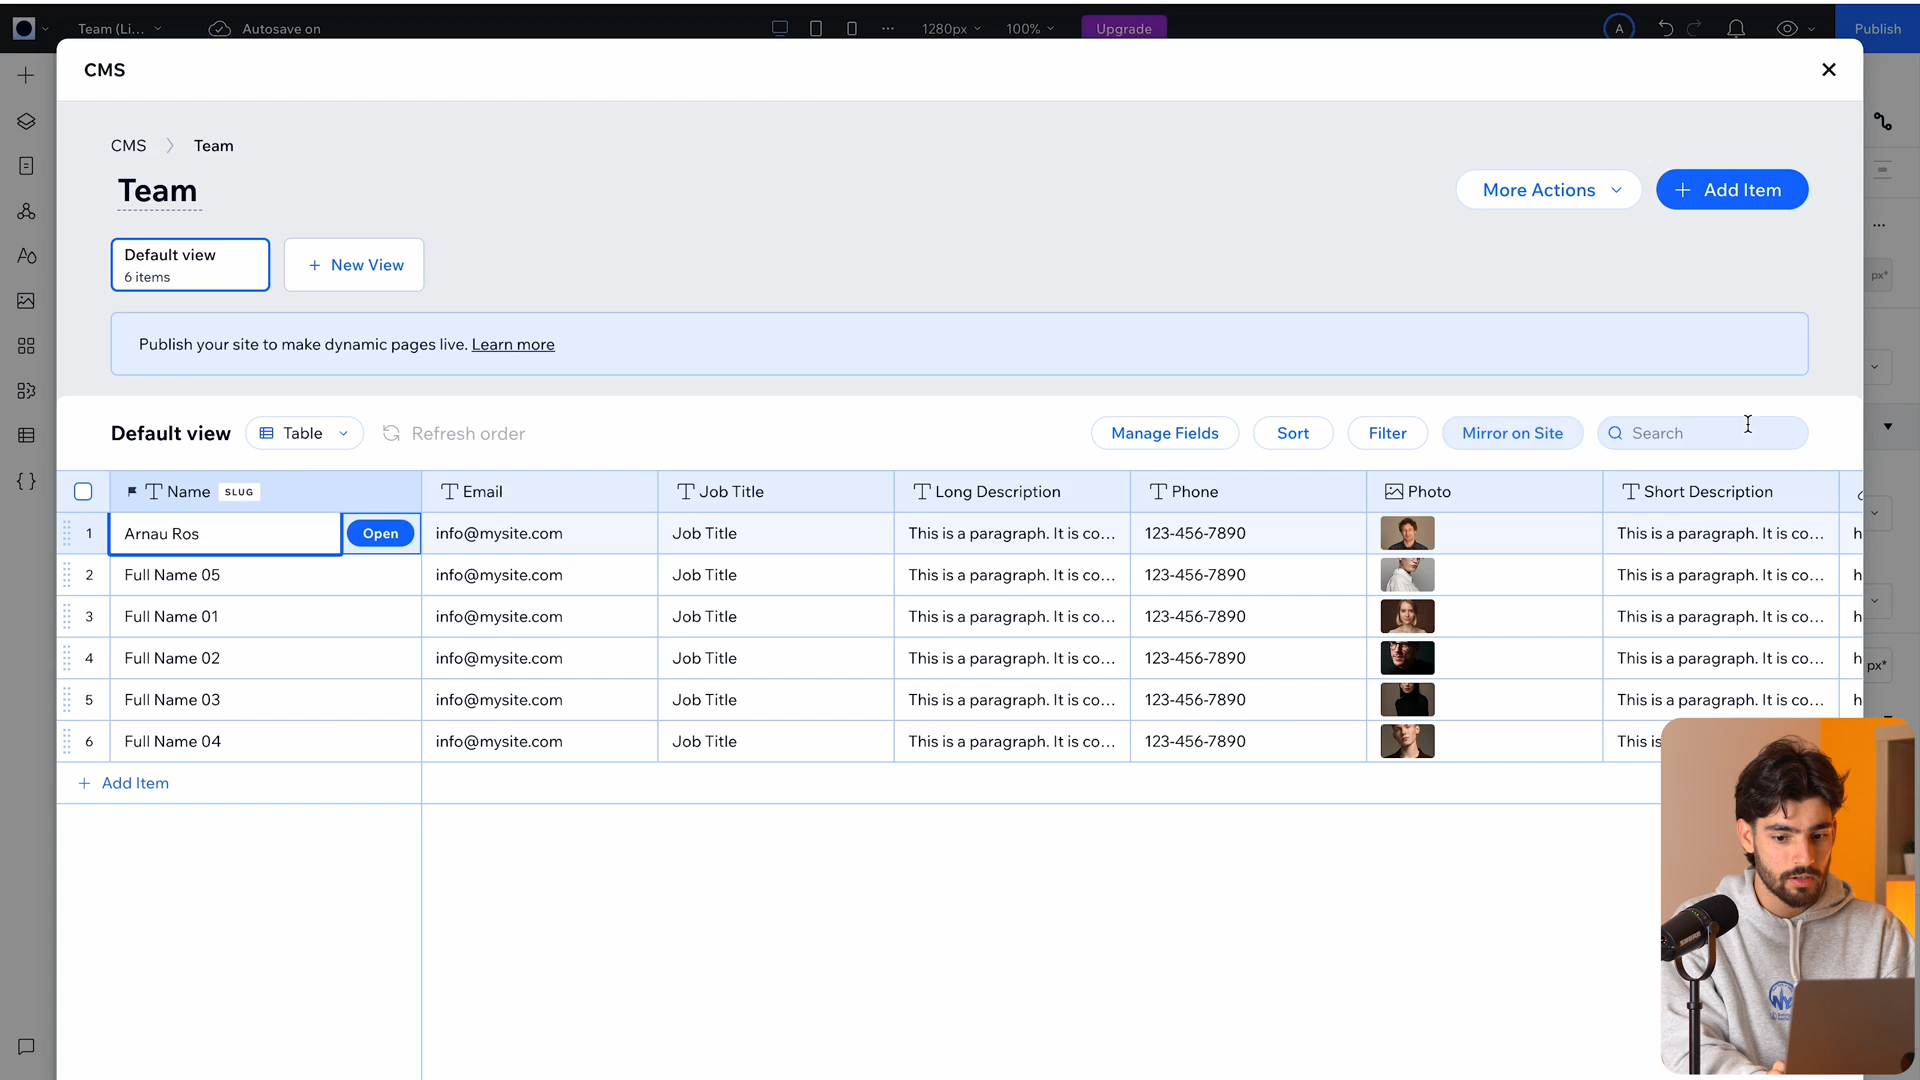 Team (Li...
Autosave on
1280px
100%
Upgrade
A
Publish
CMS
CMS
Team
Team
More Actions
Add Item
Default view
6 items
New View
px*
Publish your site to make dynamic pages live. Learn more
Default view
Table
Refresh order
Manage Fields
Sort
Filter
Mirror on Site
Search
Name SLUG Email Job Title Long Description Phone Photo Short Description
1 Arnau Ros Open info@mysite.com Job Title This is a paragraph. It is co... 123-456-7890 This is a paragraph. It is co... h
2 Full Name 05 info@mysite.com Job Title This is a paragraph. It is co... 123-456-7890 This is a paragraph. It is co... h
3 Full Name 01 info@mysite.com Job Title This is a paragraph. It is co... 123-456-7890 This is a paragraph. It is co... h
4 Full Name 02 info@mysite.com Job Title This is a paragraph. It is co... 123-456-7890 This is a paragraph. It is co... h
px*
5 Full Name 03 info@mysite.com Job Title This is a paragraph. It is co... 123-456-7890 This is a paragraph. It is co... h
6 Full Name 04 info@mysite.com Job Title This is a paragraph. It is co... 123-456-7890 This is
Add Item
SHURE
NY